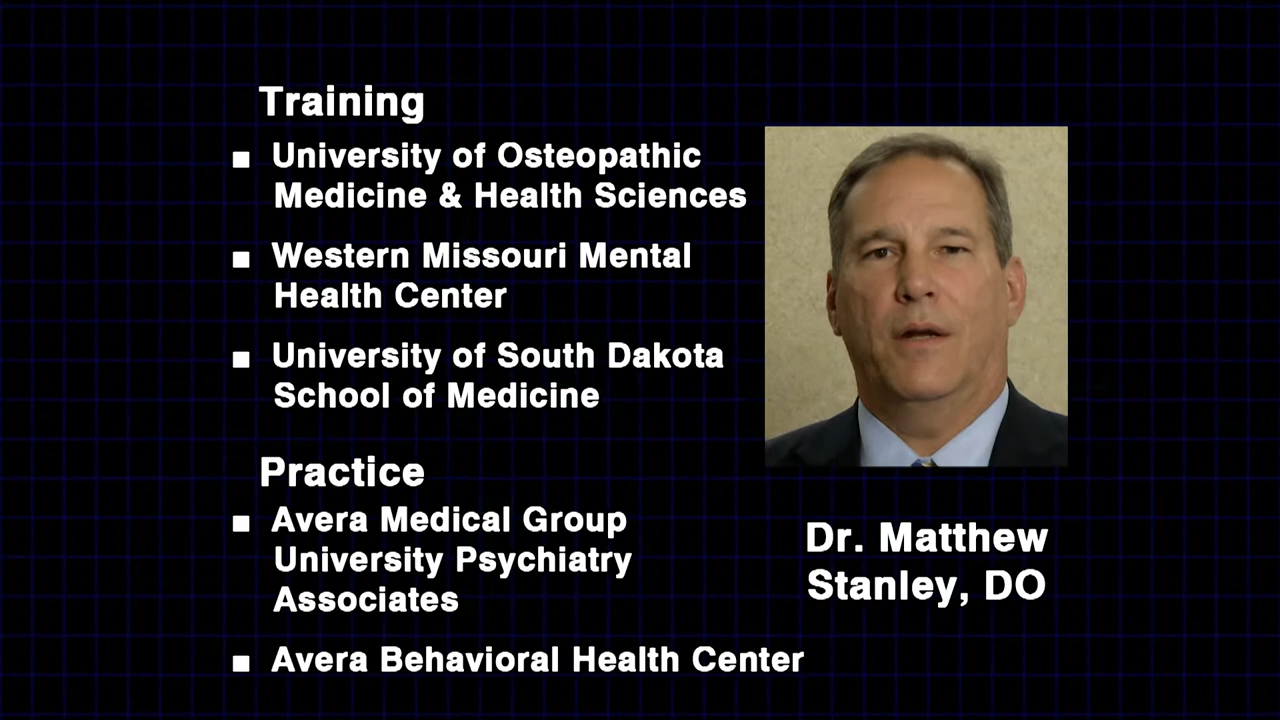 Training
■ University of Osteopathic
Medicine & Health Sciences
■ Western Missouri Mental
Health Center
■ University of South Dakota
School of Medicine
Practice
■ Avera Medical Group
University Psychiatry
Associates
■ Avera Behavioral Health Center
Dr. Matthew
Stanley, DO